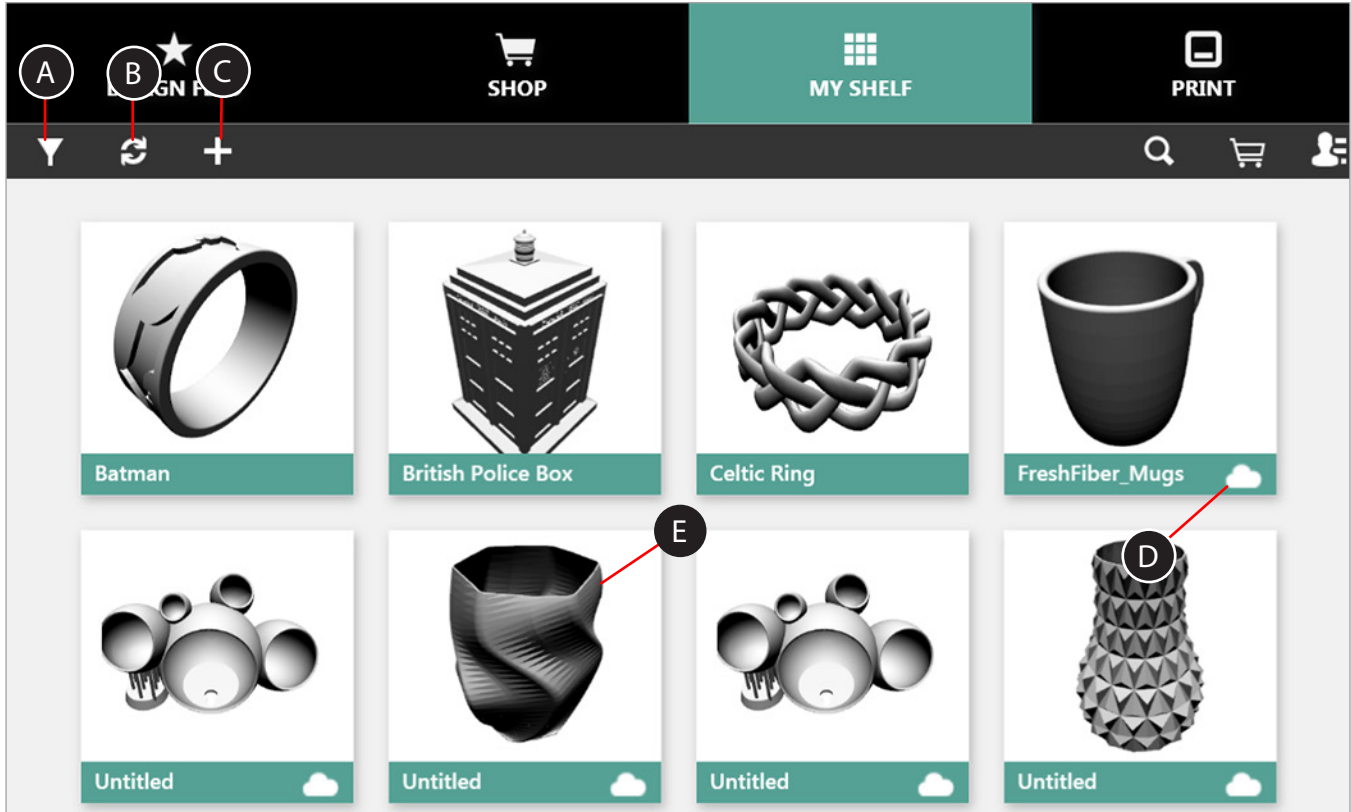 A
B
C
SHOP
MY SHELF
PRINT
Batman
British Police Box
Celtic Ring
FreshFiber_Mugs
E
D
Untitled
Untitled
Untitled
Untitled